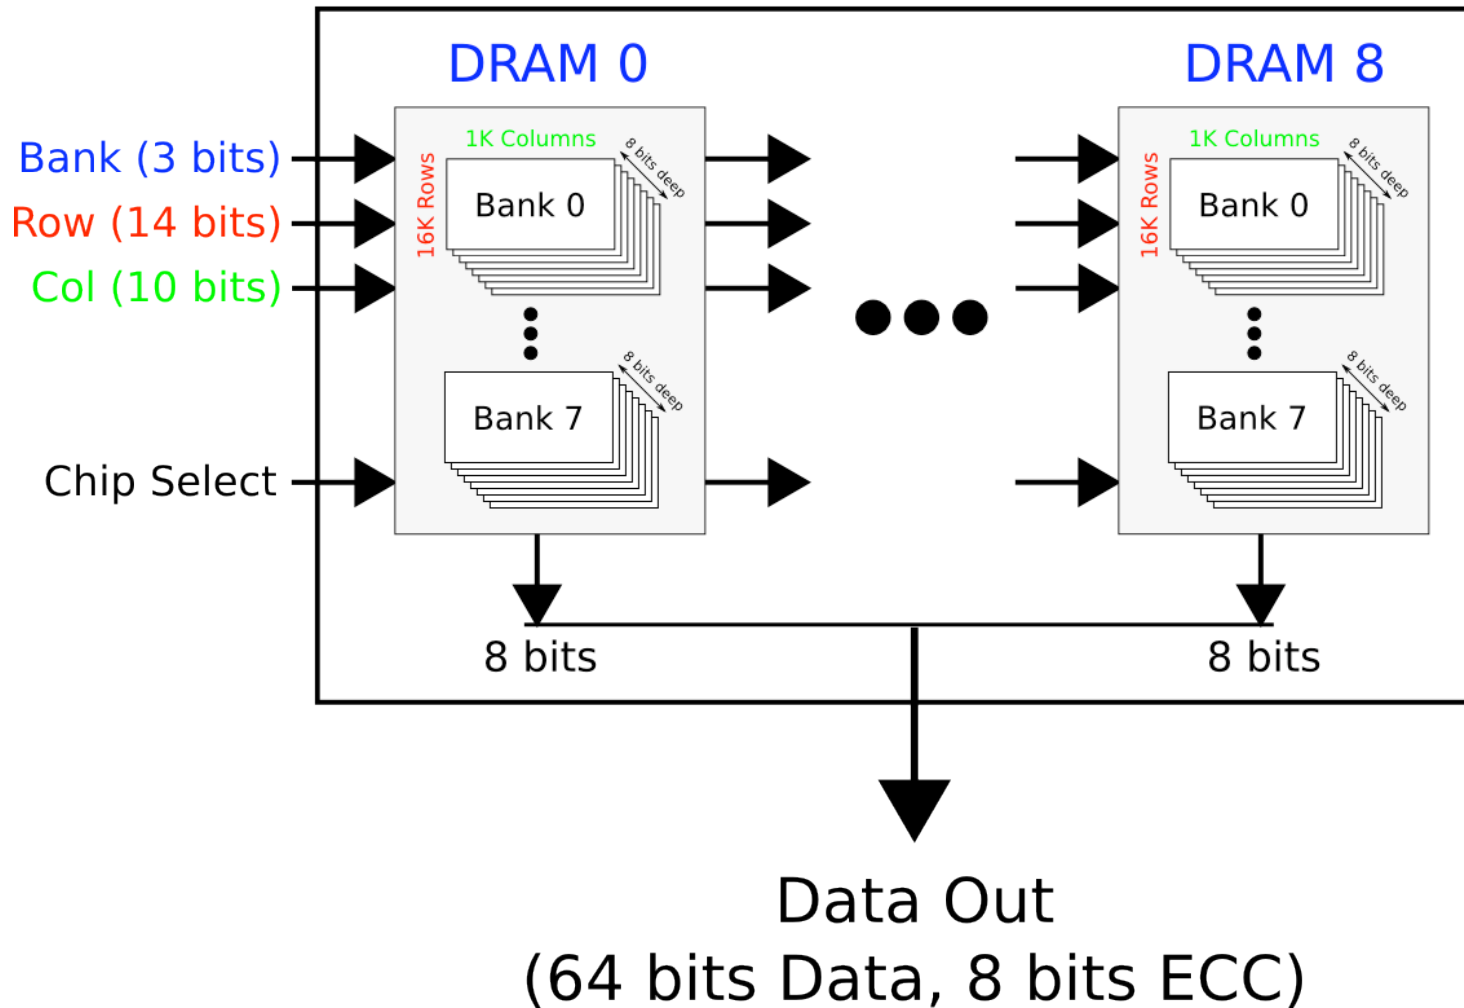 DRAM 0
DRAM 8
Bank (3 bits)
Row (14 bits)
Col (10 bits)
Chip Select
1K Columns
16K Rows
8 bits deep
Bank 0
8 bits deep
Bank 7
1K Columns
16K Rows
8 bits deep
Bank 0
8 bits deep
Bank 7
8 bits
8 bits
Data Out
(64 bits Data, 8 bits ECC)